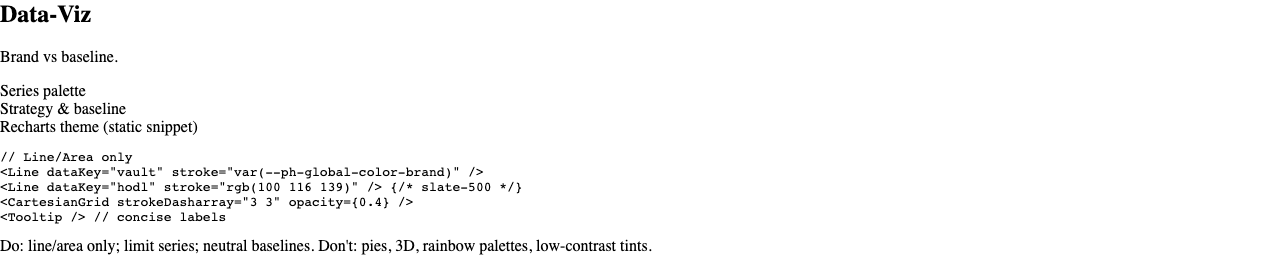 Data-Viz
Brand vs baseline.
Series palette
Strategy & baseline
Recharts theme (static snippet)
// Line/Area only
<Line dataKey="vault" stroke="var(--ph-global-color-brand)" />
<Line dataKey="hodl" stroke="rgb(100 116 139)" /> {/* slate-500 */}
<CartesianGrid strokeDasharray="3 3" opacity={0.4} />
<Tooltip /> // concise labels
Do: line/area only; limit series; neutral baselines. Don't: pies, 3D, rainbow palettes, low-contrast tints.